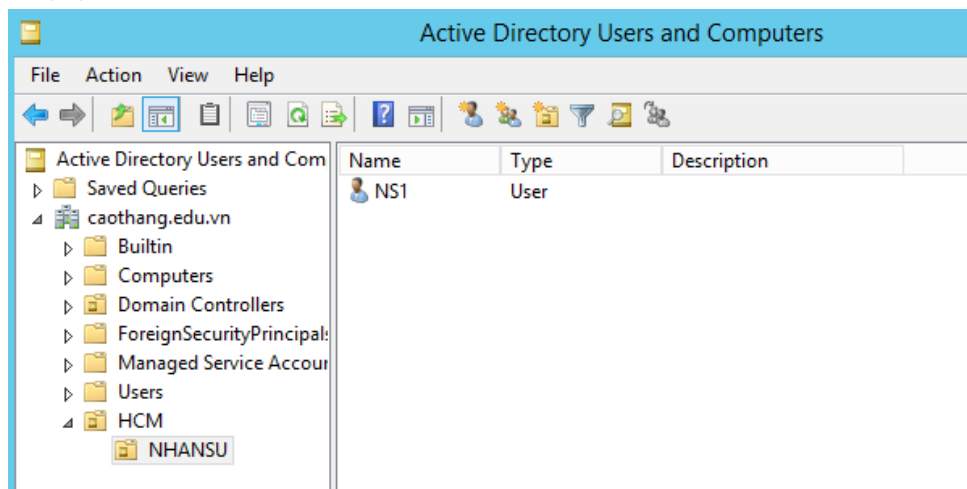 Active Directory Users and Computers
File Action View Help
Active Directory Users and Com
Name Type Description
Saved Queries
NS1 User
caothang.edu.vn
Builtin
Computers
Domain Controllers
ForeignSecurityPrincipals
Managed Service Accour
Users
HCM
NHANSU